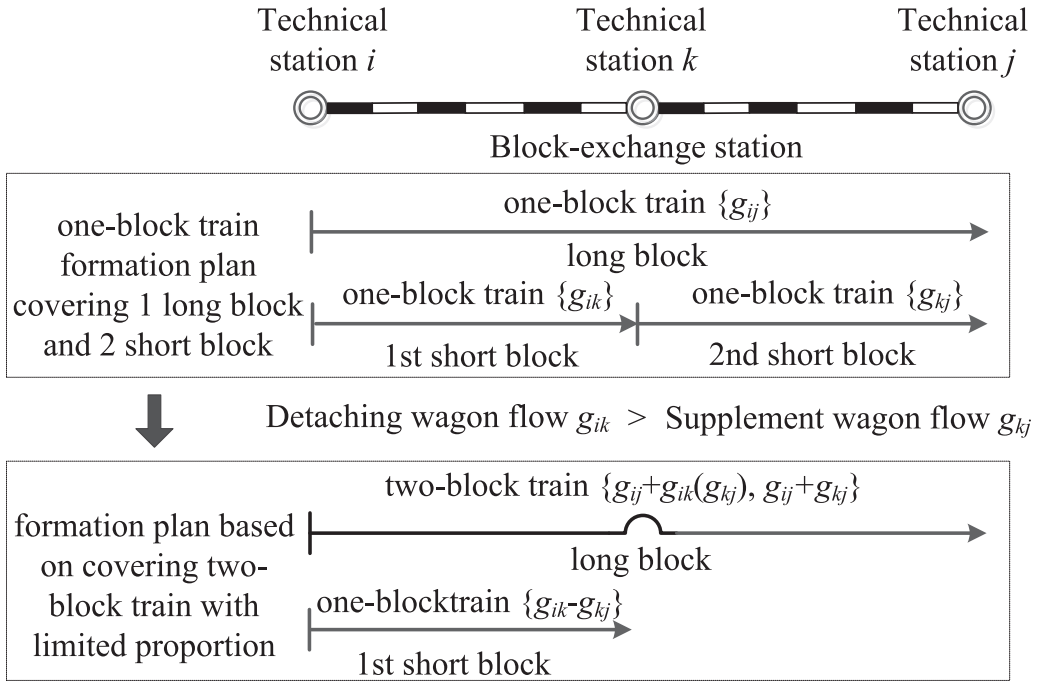 Technical
station i
Technical
station k
Technical
station j
Block-exchange station
one-block train
formation plan
covering 1 long block
and 2 short block
one-block train {gij}
long block
one-block train {gik}
1st short block
one-block train {gkj}
2nd short block
Detaching wagon flow gik > Supplement wagon flow gkj
formation plan based
on covering two-
block train with
limited proportion
two-block train {gij+gik(gkj), gij+gkj}
long block
one-blocktrain {gik-gkj}
1st short block